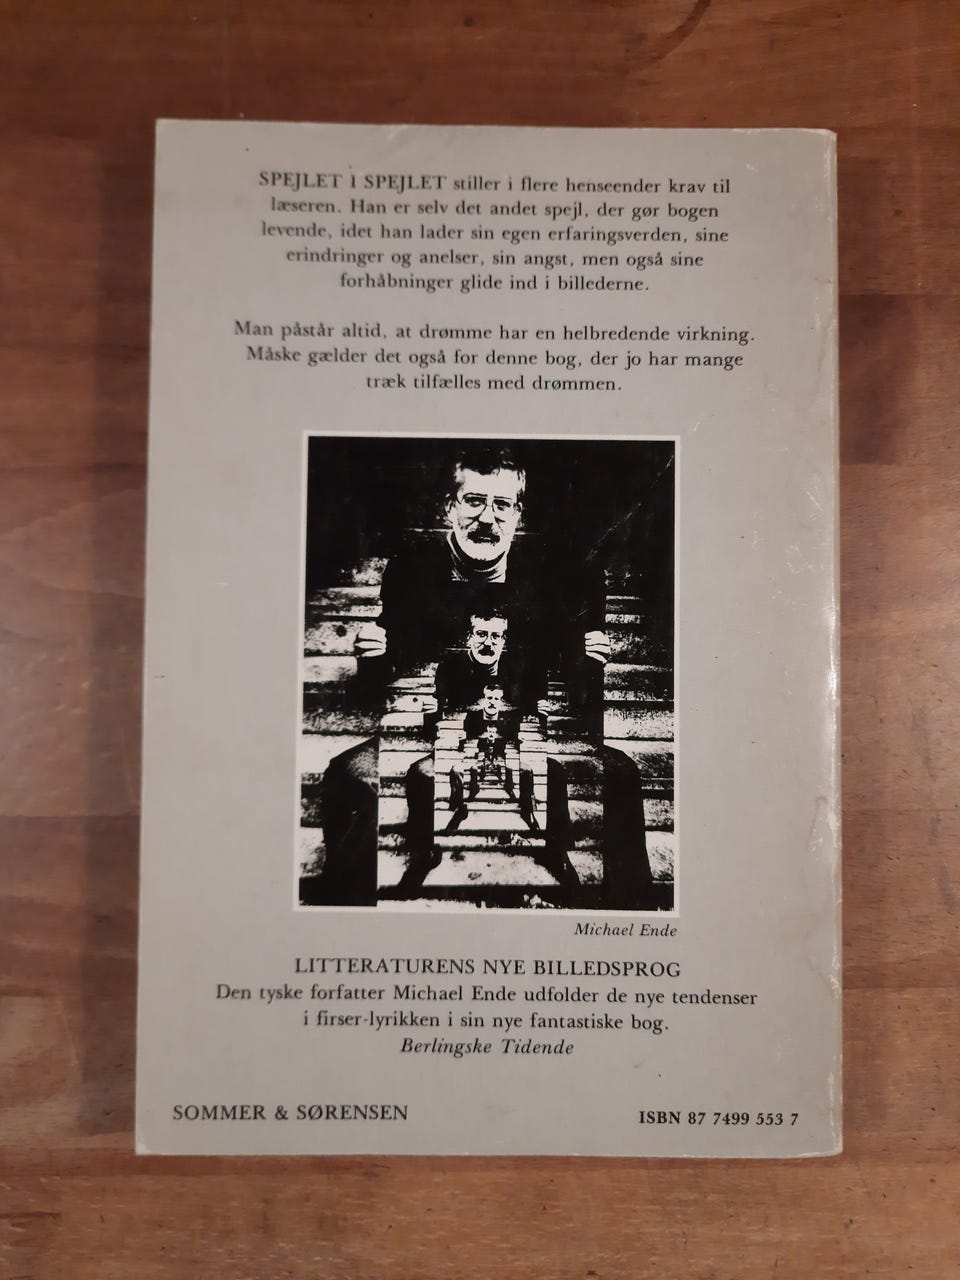 SPEJLET I SPEJLET stiller i flere henseender krav til
læseren. Han er selv det andet spejl, der gør bogen
levende, idet han lader sin egen erfaringsverden, sine
erindringer og anelser, sin angst, men også sine
forhåbninger glide ind i billederne.
Man påstår altid, at drømme har en helbredende virkning.
Måske gælder det også for denne bog, der jo har mange
træk tilfælles med drømmen.
Michael Ende
LITTERATURENS NYE BILLEDSPROG
Den tyske forfatter Michael Ende udfolder de nye tendenser
i firser-lyrikken i sin nye fantastiske bog.
Berlingske Tidende
SOMMER & SØRENSEN
ISBN 87 7499 553 7